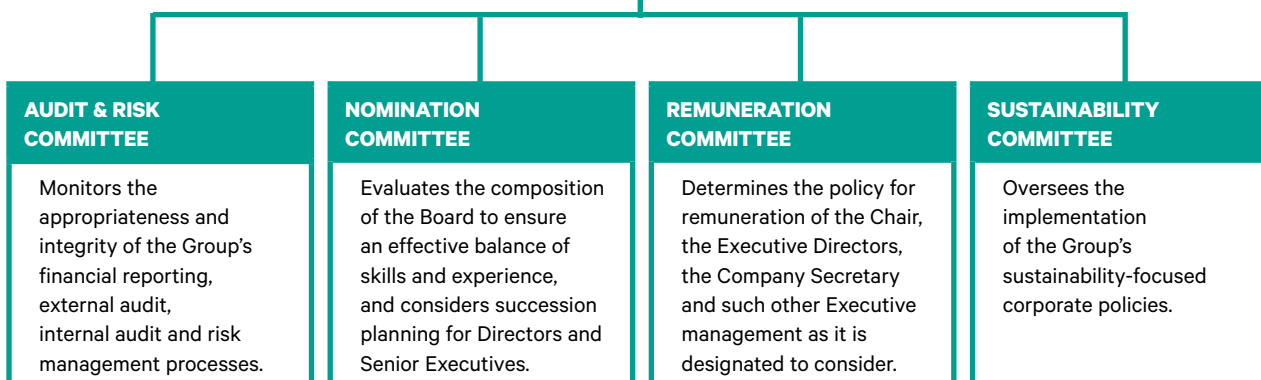 AUDIT & RISK
COMMITTEE
Monitors the
appropriateness and
integrity of the Group's
financial reporting,
external audit,
internal audit and risk
management processes.
NOMINATION
COMMITTEE
Evaluates the composition
of the Board to ensure
an effective balance of
skills and experience,
and considers succession
planning for Directors and
Senior Executives.
REMUNERATION
COMMITTEE
Determines the policy for
remuneration of the Chair,
the Executive Directors,
the Company Secretary
and such other Executive
management as it is
designated to consider.
SUSTAINABILITY
COMMITTEE
Oversees the
implementation
of the Group's
sustainability-focused
corporate policies.